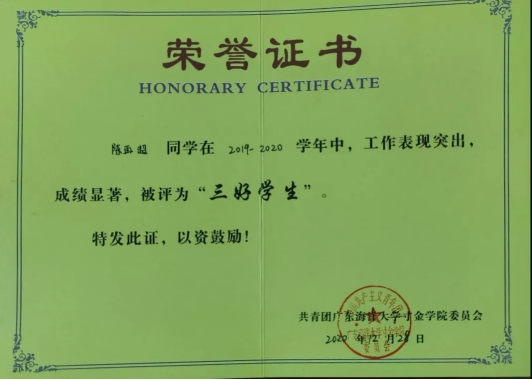 荣誉证书
HONORARY CERTIFICATE
同学在 2019-2020 学年中，工作表现突出，
成绩显著，被评为“三好学生”。
特发此证，以资鼓励！
共青团广东海洋大学寸金学院委员会
2020 年 12 月 28 日